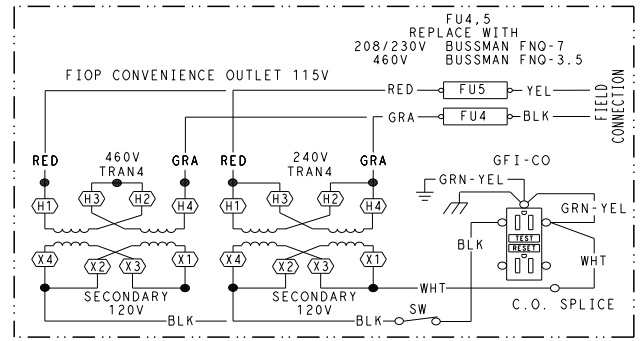 FU4,5
REPLACE WITH
208/230V BUSSMAN FNQ-7
460V BUSSMAN FNQ-3.5
FIOP CONVENIENCE OUTLET 115V
RED FU5 YEL
GRA FU4 BLK
FIELD
CONNECTION
RED 460V GRA RED 240V GRA
TRAN4 TRAN4
GFI-CO
GRN-YEL
H1 H3 H2 H4 H1 H3 H2 H4
GRN-YEL
TEST
RESET
BLK
WHT
X4 X2 X3 X1 X4 X2 X3 X1
WHT
SECONDARY SECONDARY
120V 120V
C.O. SPLICE
BLK BLK SW